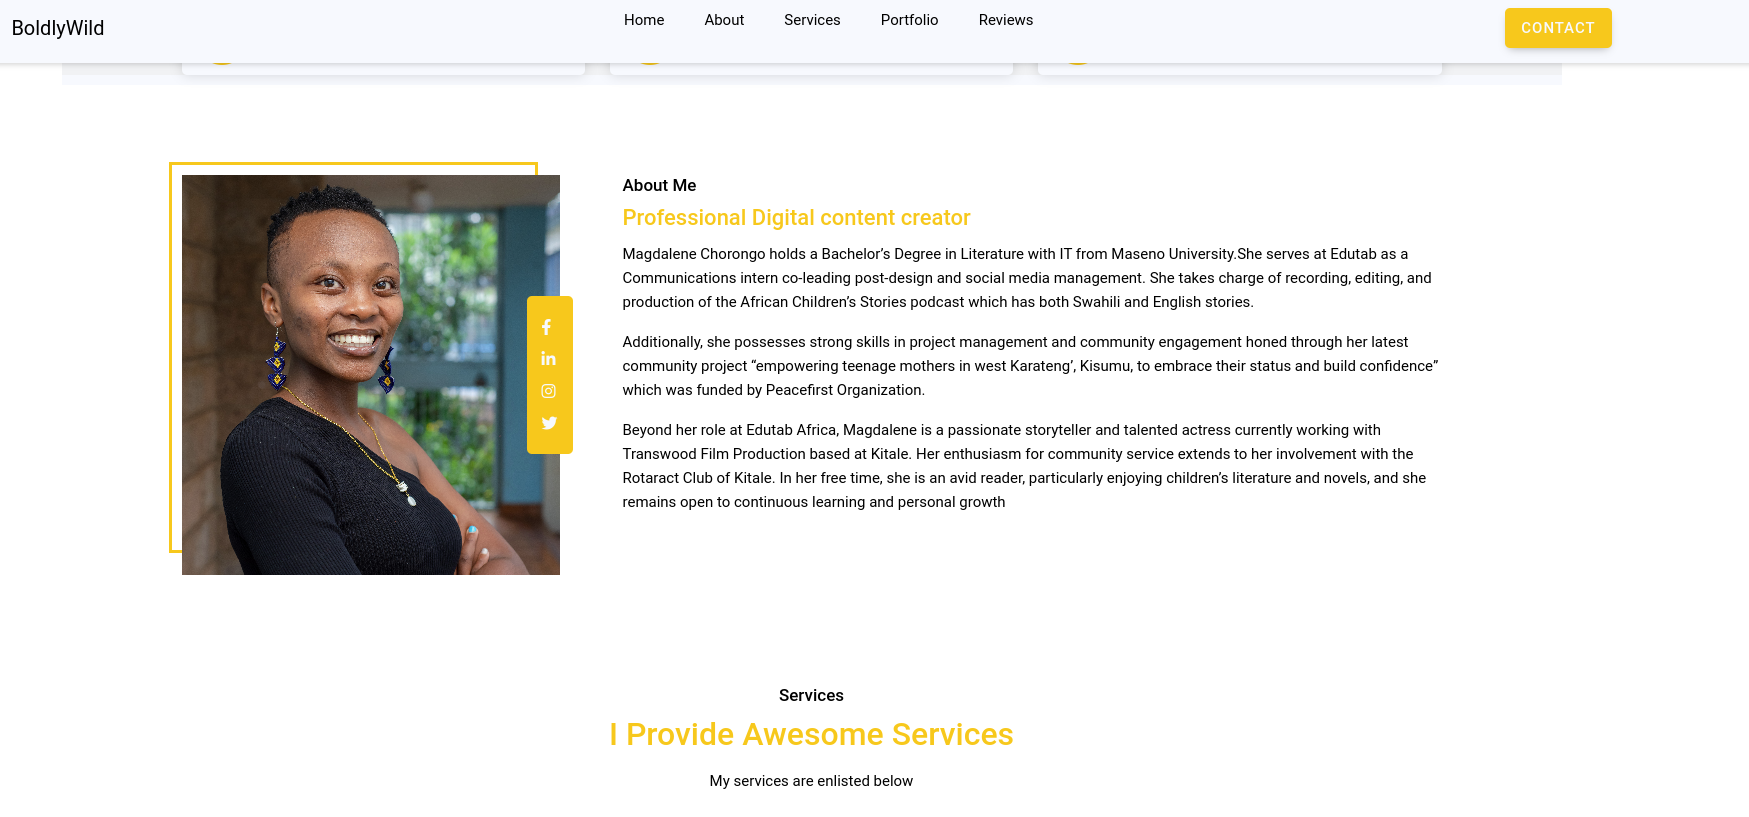 BoldlyWild
Home About Services Portfolio Reviews
CONTACT
About Me
Professional Digital content creator
Magdalene Chorongo holds a Bachelor’s Degree in Literature with IT from Maseno University.She serves at Edutab as a
Communications intern co-leading post-design and social media management. She takes charge of recording, editing, and
production of the African Children’s Stories podcast which has both Swahili and English stories.
Additionally, she possesses strong skills in project management and community engagement honed through her latest
community project “empowering teenage mothers in west Karateng’, Kisumu, to embrace their status and build confidence”
which was funded by Peacefirst Organization.
Beyond her role at Edutab Africa, Magdalene is a passionate storyteller and talented actress currently working with
Transwood Film Production based at Kitale. Her enthusiasm for community service extends to her involvement with the
Rotaract Club of Kitale. In her free time, she is an avid reader, particularly enjoying children’s literature and novels, and she
remains open to continuous learning and personal growth
Services
I Provide Awesome Services
My services are enlisted below